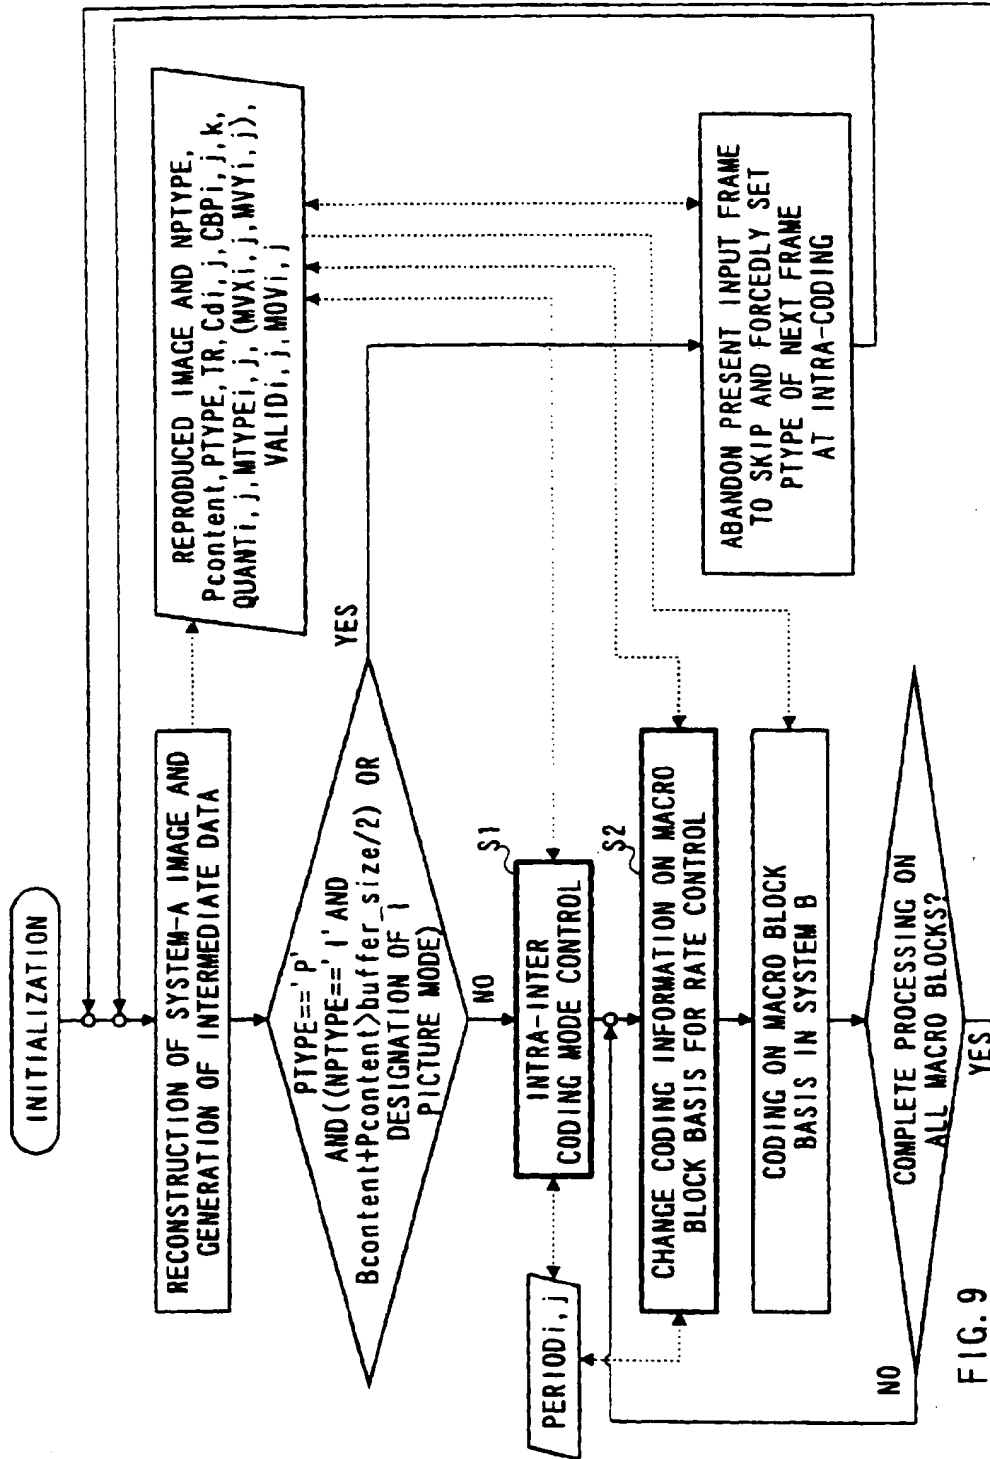 INITIALIZATION
RECONSTRUCTION OF SYSTEM-A IMAGE AND
GENERATION OF INTERMEDIATE DATA
REPRODUCED IMAGE AND NPTYPE,
Pcontent, PTYPE, TR, Cdi, j, CBPi, j, k,
QUANTi, j, MTYPEi, j, (MVXi, j, MVYi, j),
VALIDi, j, MOVi, j
PTYPE=='P'
AND((NPTYPE=='I' AND
Bcontent+Pcontent>buffer_size/2) OR
DESIGNATION OF I
PICTURE MODE)
YES
NO
ABANDON PRESENT INPUT FRAME
TO SKIP AND FORCEDLY SET
PTYPE OF NEXT FRAME
AT INTRA-CODING
S1
INTRA-INTER
CODING MODE CONTROL
PERIODi, j
S2
CHANGE CODING INFORMATION ON MACRO
BLOCK BASIS FOR RATE CONTROL
CODING ON MACRO BLOCK
BASIS IN SYSTEM B
COMPLETE PROCESSING ON
ALL MACRO BLOCKS?
NO
YES
FIG. 9